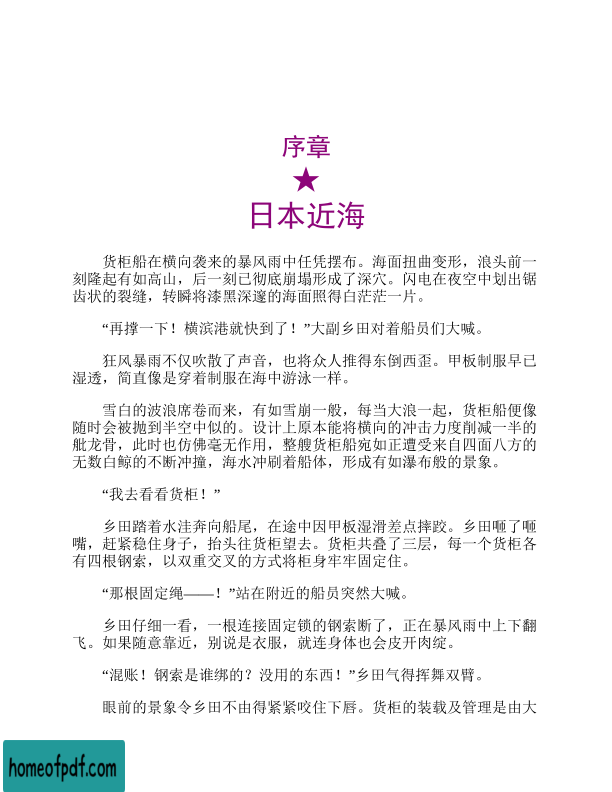 序章
★
日本近海
货柜船在横向袭来的暴风雨中任凭摆布。海面扭曲变形，浪头前一
刻隆起有如高山，后一刻已彻底崩塌形成了深穴。闪电在夜空中划出锯
齿状的裂缝，转瞬将漆黑深邃的海面照得白茫茫一片。
“再撑一下！横滨港就快到了！”大副乡田对着船员们大喊。
狂风暴雨不仅吹散了声音，也将众人推得东倒西歪。甲板制服早已
湿透，简直像是穿着制服在海中游泳一样。
雪白的波浪席卷而来，有如雪崩一般，每当大浪一起，货柜船便像
随时会被抛到半空中似的。设计上原本能将横向的冲击力度削减一半的
舭龙骨，此时也仿佛毫无作用，整艘货柜船宛如正遭受来自四面八方的
无数白鲸的不断冲撞，海水冲刷着船体，形成有如瀑布般的景象。
“我去看看货柜！”
乡田踏着水洼奔向船尾，在途中因甲板湿滑差点摔跤。乡田咂了咂
嘴，赶紧稳住身子，抬头往货柜望去。货柜共叠了三层，每一个货柜各
有四根钢索，以双重交叉的方式将柜身牢牢固定住。
“那根固定绳——！”站在附近的船员突然大喊。
乡田仔细一看，一根连接固定锁的钢索断了，正在暴风雨中上下翻
飞。如果随意靠近，别说是衣服，就连身体也会皮开肉绽。
“混账！钢索是谁绑的？没用的东西！”乡田气得挥舞双臂。
眼前的景象令乡田不由得紧紧咬住下唇。货柜的装载及管理是由大
homeofpdf.com